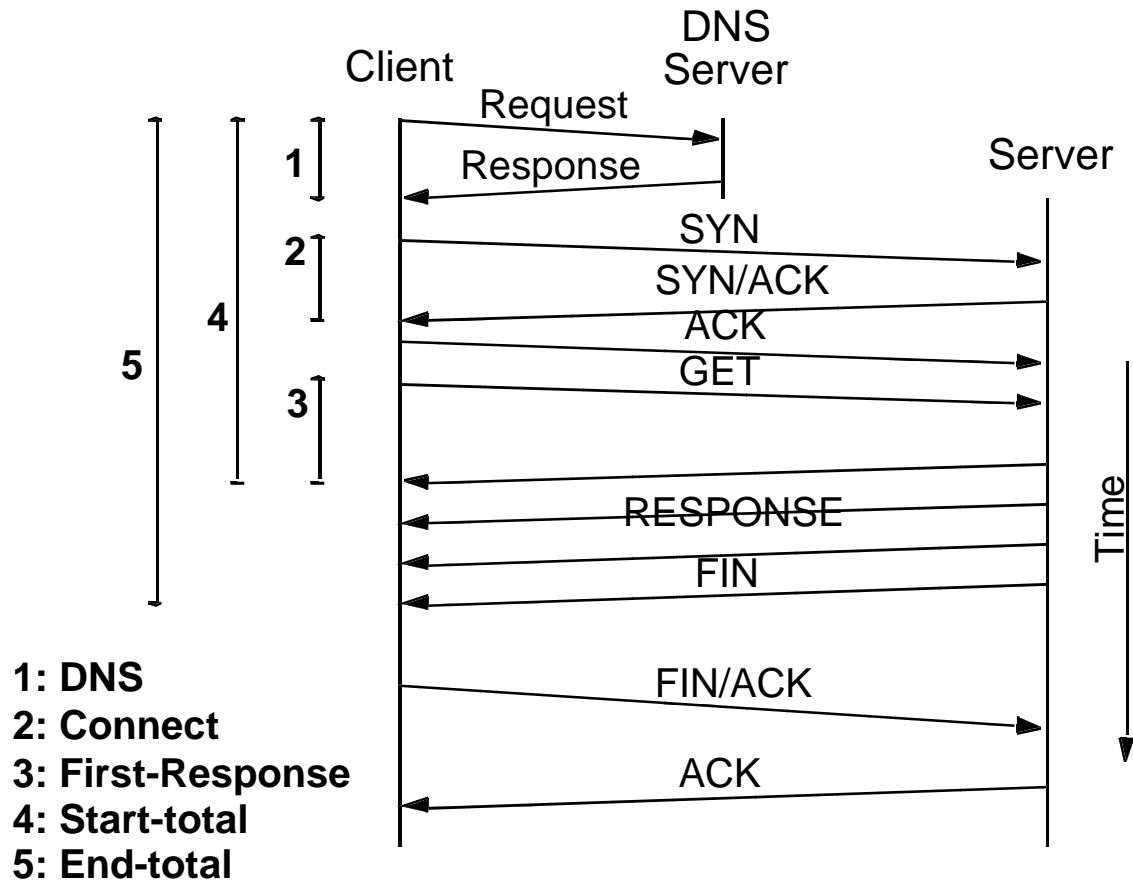 DNS
Server
Client
Request
Server
1
Response
SYN
2
SYN/ACK
4
ACK
5
GET
3
RESPONSE
Time
FIN
1: DNS
FIN/ACK
2: Connect
3: First-Response
ACK
4: Start-total
5: End-total